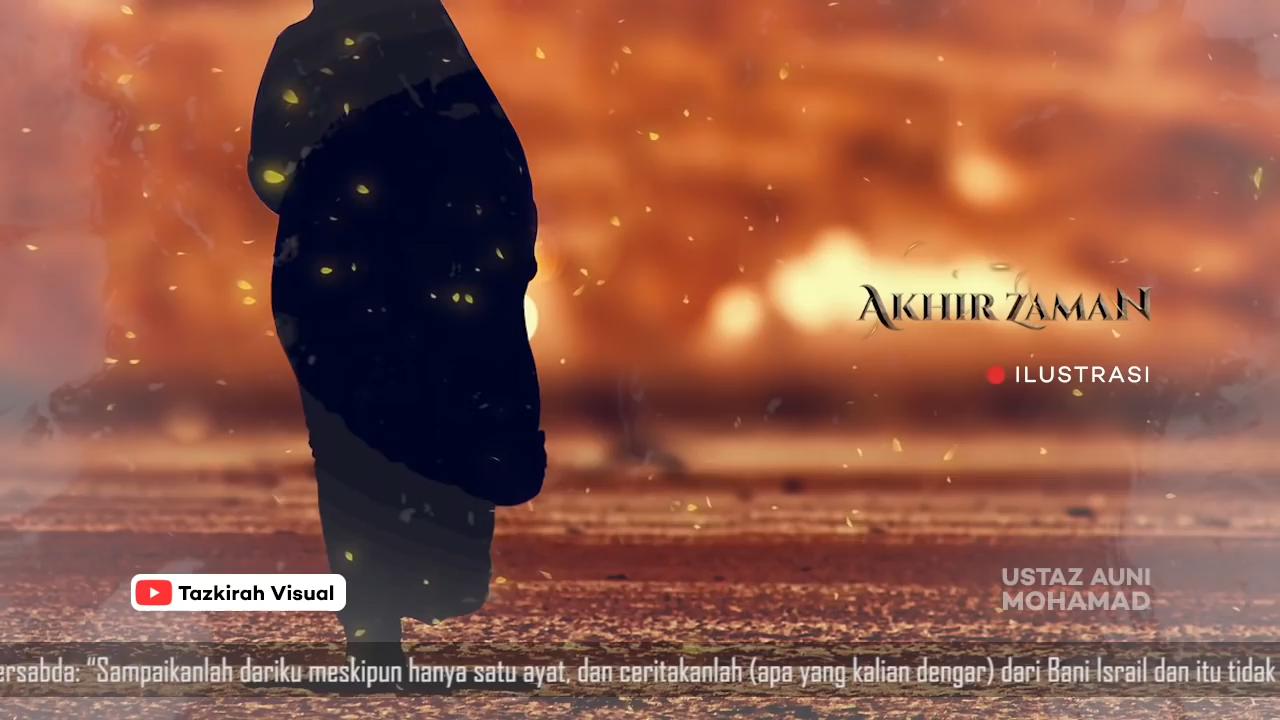 AKHIR ZAMAN
ILUSTRASI
Tazkirah Visual
USTAZ AUNI
MOHAMAD
ersabda: “Sampaikanlah dariku meskipun hanya satu ayat, dan ceritakanlah (apa yang kalian dengar) dari Bani Israil dan itu tidak